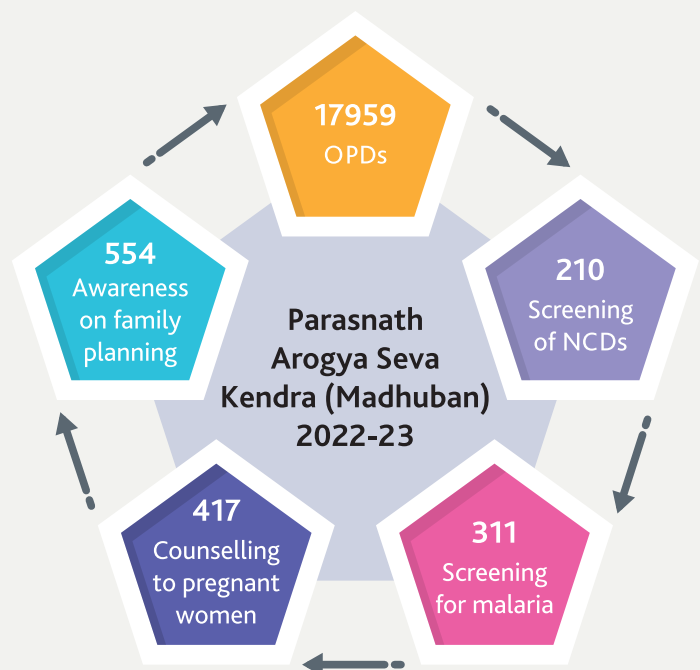 17959
OPDs
554
Awareness
on family
planning
210
Screening
of NCDs
Parasnath
Arogya Seva
Kendra (Madhuban)
2022-23
417
Counselling
to pregnant
women
311
Screening
for malaria